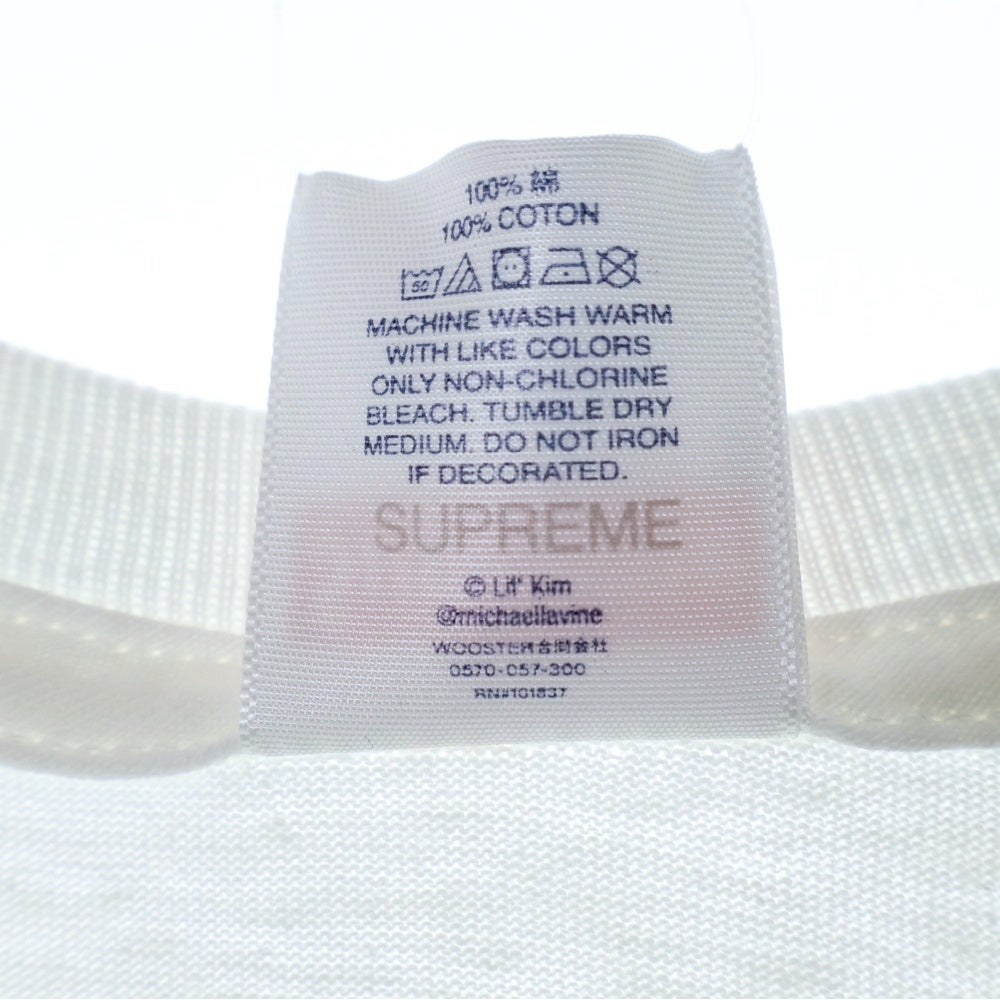 100% 綿
100% COTON
50
MACHINE WASH WARM
WITH LIKE COLORS
ONLY NON-CHLORINE
BLEACH. TUMBLE DRY
MEDIUM. DO NOT IRON
IF DECORATED.
SUPREME
© Lil' Kim
@michaellavine
WOOSTER合同会社
0570-057-300
RN#101837